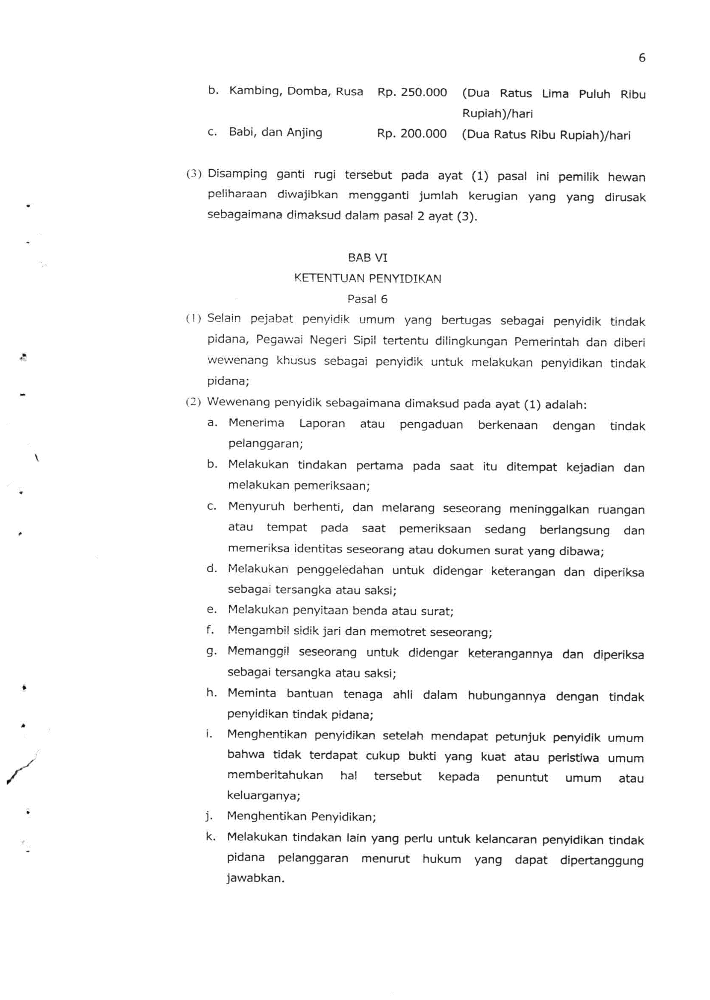 6
b. Kambing, Domba, Rusa Rp. 250.000 (Dua Ratus Lima Puluh Ribu
Rupiah)/hari
c. Babi, dan Anjing Rp. 200.000 (Dua Ratus Ribu Rupiah)/hari
(3) Disamping ganti rugi tersebut pada ayat (1) pasal ini pemilik hewan
peliharaan diwajibkan mengganti jumlah kerugian yang yang dirusak
sebagaimana dimaksud dalam pasal 2 ayat (3).
BAB VI
KETENTUAN PENYIDIKAN
Pasal 6
(1) Selain pejabat penyidik umum yang bertugas sebagai penyidik tindak
pidana, Pegawai Negeri Sipil tertentu dilingkungan Pemerintah dan diberi
wewenang khusus sebagai penyidik untuk melakukan penyidikan tindak
pidana;
(2) Wewenang penyidik sebagaimana dimaksud pada ayat (1) adalah:
a. Menerima Laporan atau pengaduan berkenaan dengan tindak
pelanggaran;
b. Melakukan tindakan pertama pada saat itu ditempat kejadian dan
melakukan pemeriksaan;
c. Menyuruh berhenti, dan melarang seseorang meninggalkan ruangan
atau tempat pada saat pemeriksaan sedang berlangsung dan
memeriksa identitas seseorang atau dokumen surat yang dibawa;
d. Melakukan penggeledahan untuk didengar keterangan dan diperiksa
sebagai tersangka atau saksi;
e. Melakukan penyitaan benda atau surat;
f. Mengambil sidik jari dan memotret seseorang;
g. Memanggil seseorang untuk didengar keterangannya dan diperiksa
sebagai tersangka atau saksi;
h. Meminta bantuan tenaga ahli dalam hubungannya dengan tindak
penyidikan tindak pidana;
i. Menghentikan penyidikan setelah mendapat petunjuk penyidik umum
bahwa tidak terdapat cukup bukti yang kuat atau peristiwa umum
memberitahukan hal tersebut kepada penuntut umum atau
keluarganya;
j. Menghentikan Penyidikan;
k. Melakukan tindakan lain yang perlu untuk kelancaran penyidikan tindak
pidana pelanggaran menurut hukum yang dapat dipertanggung
jawabkan.